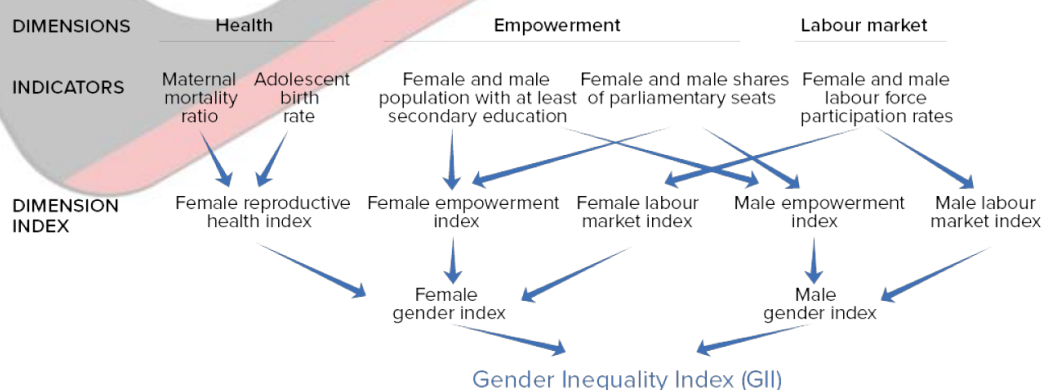 DIMENSIONS Health Empowerment Labour market
INDICATORS
Maternal
mortality
ratio
Adolescent
birth
rate
Female and male
population with at least
secondary education
Female and male shares
of parliamentary seats
Female and male
labour force
participation rates
DIMENSION
INDEX
Female reproductive
health index
Female empowerment
index
Female labour
market index
Male empowerment
index
Male labour
market index
Female
gender index
Male
gender index
Gender Inequality Index (GII)